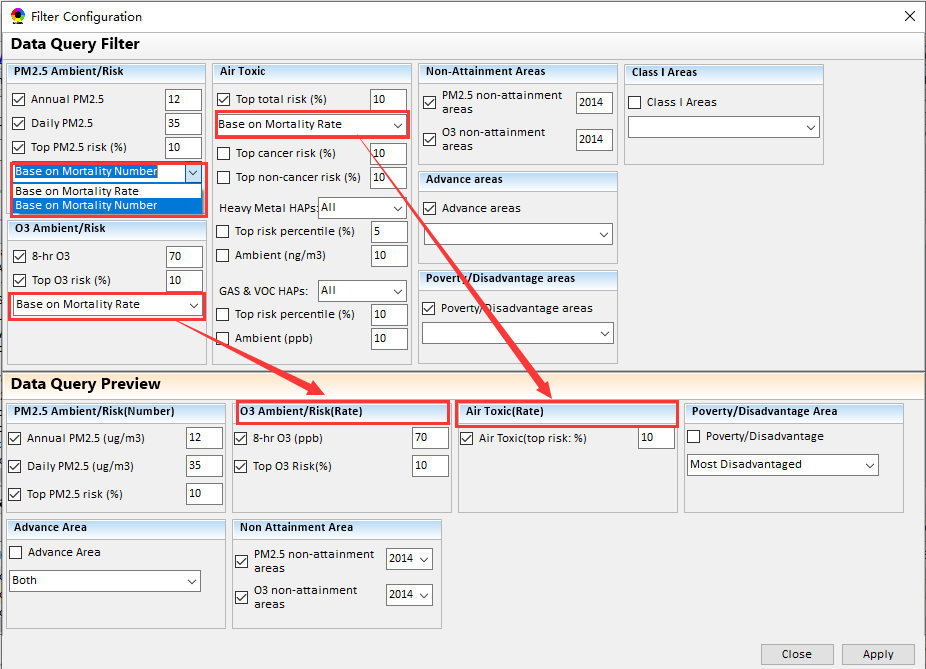 Filter Configuration
Data Query Filter
PM2.5 Ambient/Risk
Annual PM2.5 12
Daily PM2.5 35
Top PM2.5 risk (%) 10
Base on Mortality Number
Base on Mortality Rate
Base on Mortality Number
O3 Ambient/Risk
8-hr O3 70
Top O3 risk (%) 10
Base on Mortality Rate
Air Toxic
Top total risk (%) 10
Base on Mortality Rate
Top cancer risk (%) 10
Top non-cancer risk (%) 10
Heavy Metal HAPs: All
Top risk percentile (%) 5
Ambient (ng/m3) 10
GAS & VOC HAPs: All
Top risk percentile (%) 10
Ambient (ppb) 10
Non-Attainment Areas
PM2.5 non-attainment
areas 2014
O3 non-attainment
areas 2014
Advance areas
Advance areas
Poverty/Disadvantage areas
Poverty/Disadvantage areas
Class I Areas
Class I Areas
Data Query Preview
PM2.5 Ambient/Risk(Number)
Annual PM2.5 (ug/m3) 12
Daily PM2.5 (ug/m3) 35
Top PM2.5 risk (%) 10
O3 Ambient/Risk(Rate)
8-hr O3 (ppb) 70
Top O3 Risk(%) 10
Air Toxic(Rate)
Air Toxic(top risk: %) 10
Poverty/Disadvantage Area
Poverty/Disadvantage
Most Disadvantaged
Advance Area
Advance Area
Both
Non Attainment Area
PM2.5 non-attainment
areas 2014
O3 non-attainment
areas 2014
Close Apply